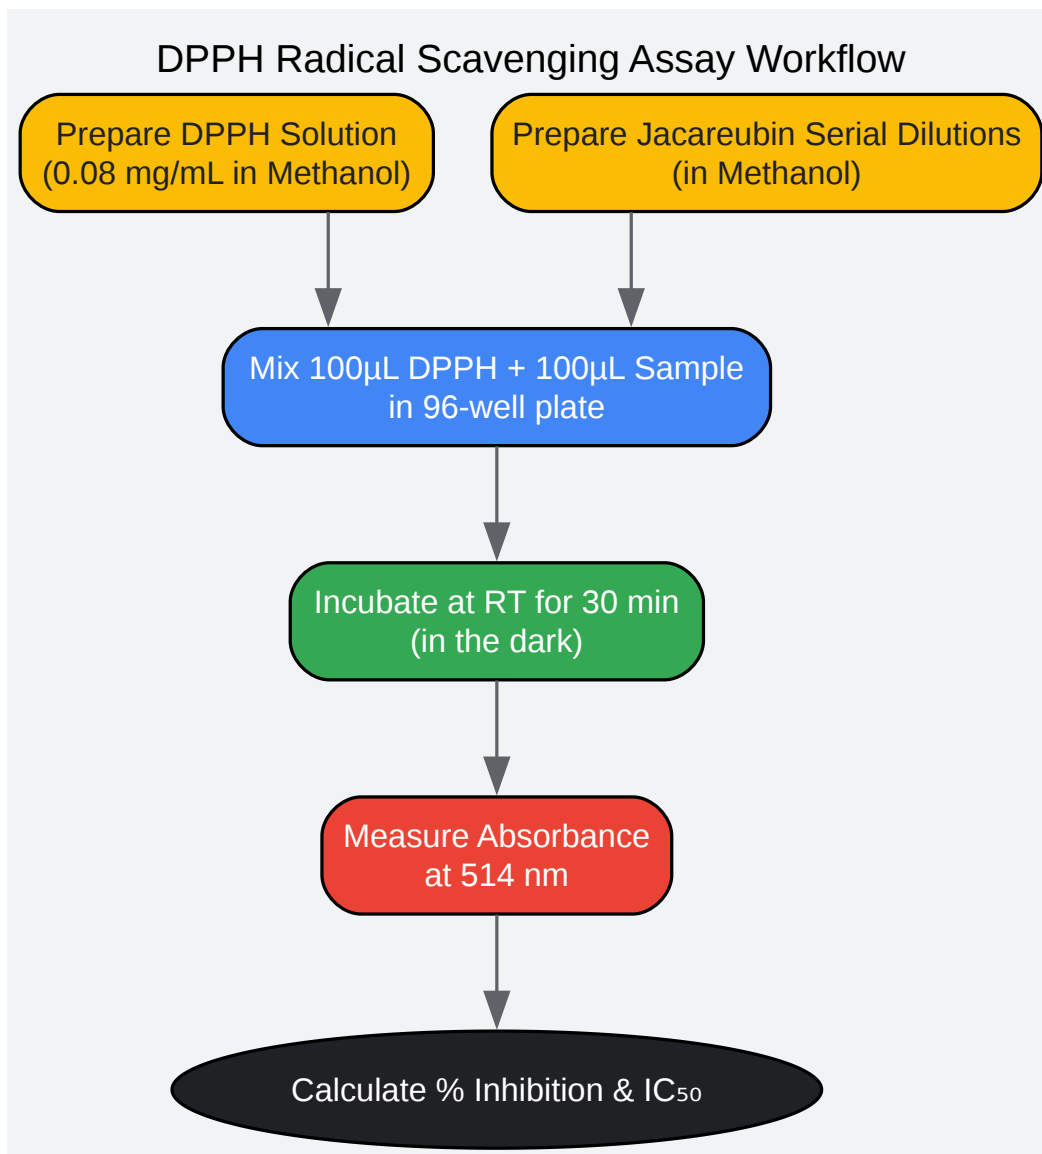 DPPH Radical Scavenging Assay Workflow
Prepare DPPH Solution
(0.08 mg/mL in Methanol)
Prepare Jacareubin Serial Dilutions
(in Methanol)
Mix 100µL DPPH + 100µL Sample
in 96-well plate
Incubate at RT for 30 min
(in the dark)
Measure Absorbance
at 514 nm
Calculate % Inhibition & IC₅₀